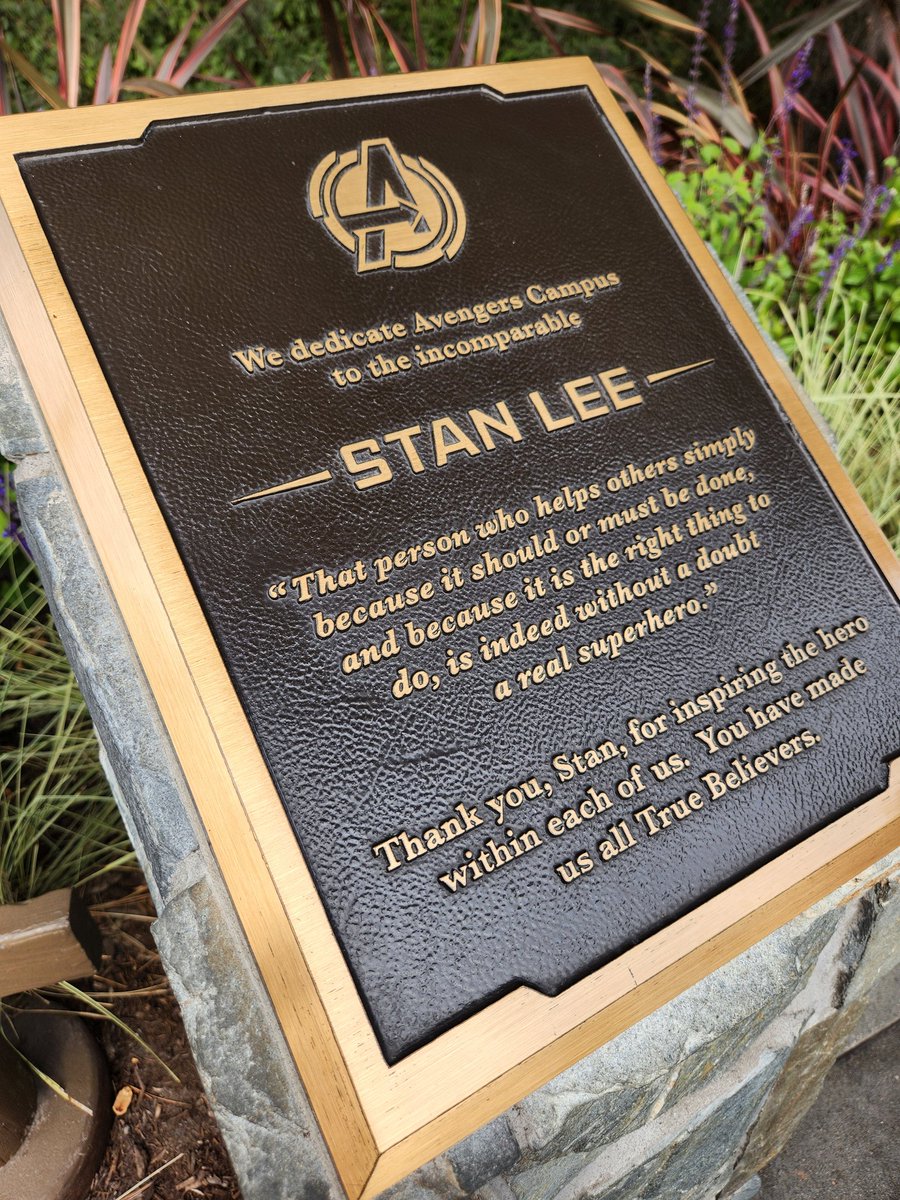 We dedicate Avengers Campus
to the incomparable
STAN LEE
“That person who helps others simply
because it should or must be done,
and because it is the right thing to
do, is indeed without a doubt
a real superhero.”
Thank you, Stan, for inspiring the hero
within each of us. You have made
us all True Believers.